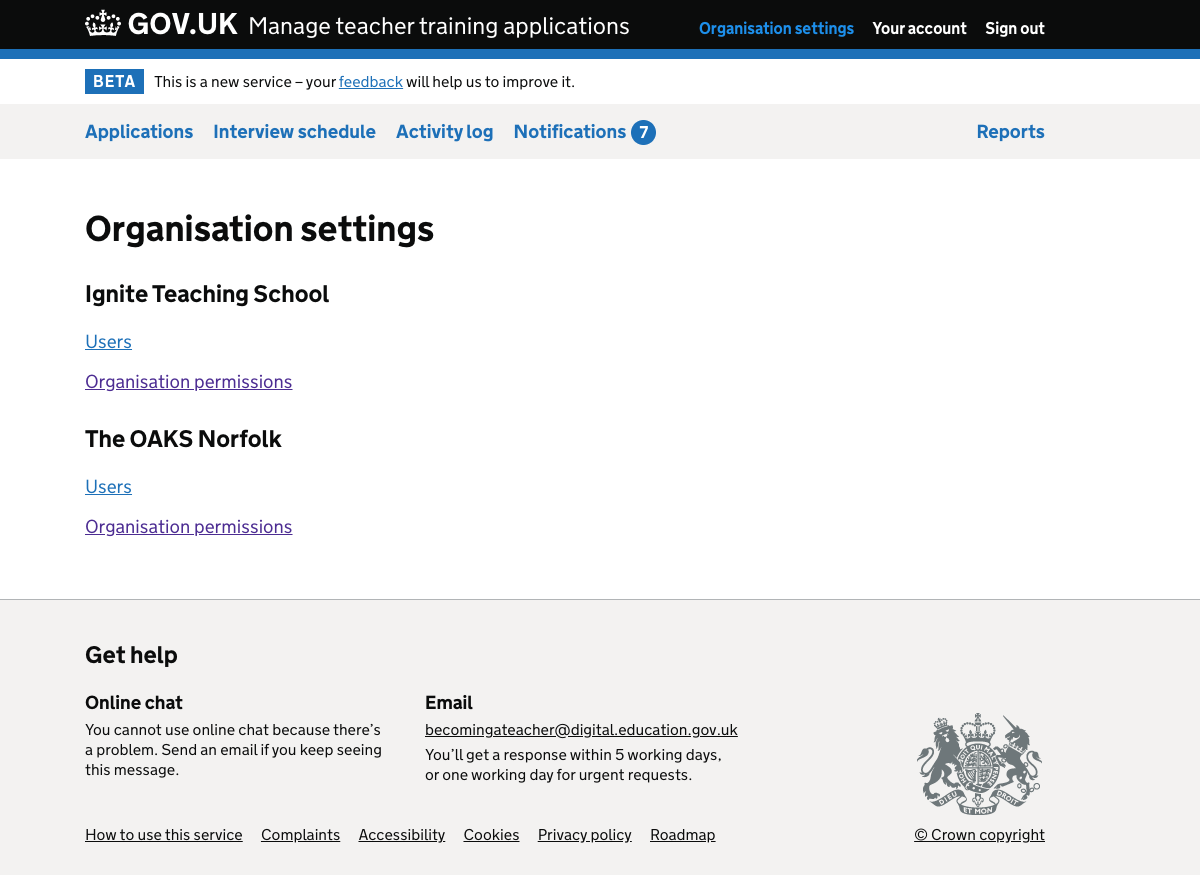 GOV.UK Manage teacher training applications
Organisation settings Your account Sign out
BETA This is a new service – your feedback will help us to improve it.
Applications Interview schedule Activity log Notifications 7 Reports
Organisation settings
Ignite Teaching School
Users
Organisation permissions
The OAKS Norfolk
Users
Organisation permissions
Get help
Online chat
You cannot use online chat because there’s
a problem. Send an email if you keep seeing
this message.
Email
becomingateacher@digital.education.gov.uk
You’ll get a response within 5 working days,
or one working day for urgent requests.
DIEU ET MON DROIT
How to use this service Complaints Accessibility Cookies Privacy policy Roadmap
© Crown copyright